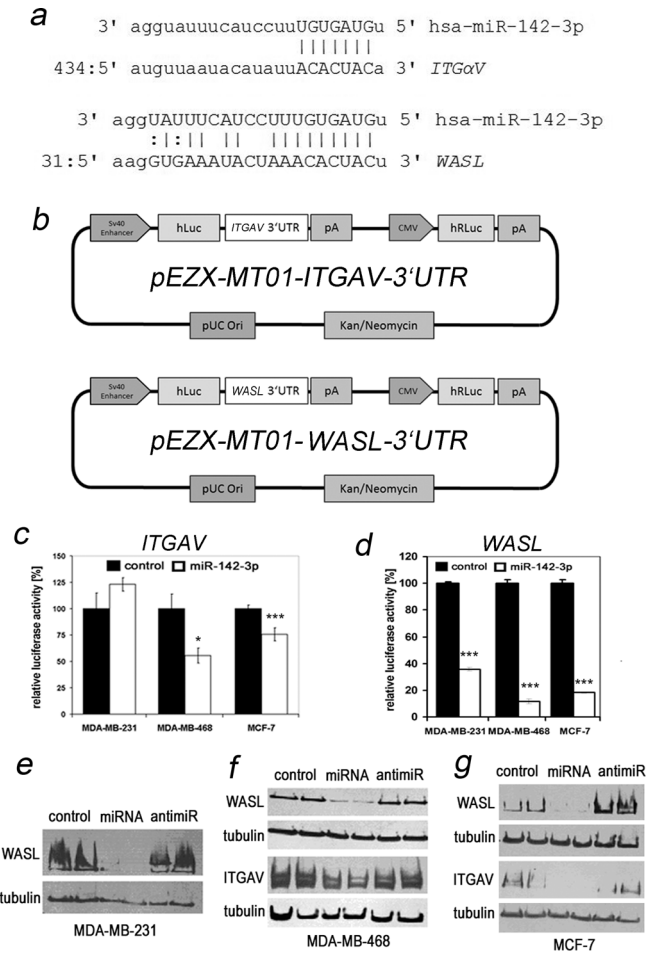 a
3' agguauuucauccuuUGUGAUGu 5' hsa-miR-142-3p
| | | | | | |
434:5' auguuaauacauauuACACUACa 3' ITGαV
3' aggUAUUUCAUCCUUUGUGAUGu 5' hsa-miR-142-3p
:|:|| || |||||||||
31:5' aagGUGAAAUACUAAACACUACu 3' WASL
b
Sv40 Enhancer hLuc ITGAV 3'UTR pA CMV hRLuc pA
pEZX-MT01-ITGAV-3'UTR
pUC Ori Kan/Neomycin
Sv40 Enhancer hLuc WASL 3'UTR pA CMV hRLuc pA
pEZX-MT01-WASL-3'UTR
pUC Ori Kan/Neomycin
c ITGAV
relative luciferase activity [%]
150
125
100
75
50
25
0
control miR-142-3p
* ***
MDA-MB-231 MDA-MB-468 MCF-7
d WASL
relative luciferase activity [%]
120
100
80
60
40
20
0
control miR-142-3p
*** *** ***
MDA-MB-231 MDA-MB-468 MCF-7
e
control miRNA antimiR
WASL
tubulin
MDA-MB-231
f
control miRNA antimiR
WASL
tubulin
ITGAV
tubulin
MDA-MB-468
g
control miRNA antimiR
WASL
tubulin
ITGAV
tubulin
MCF-7